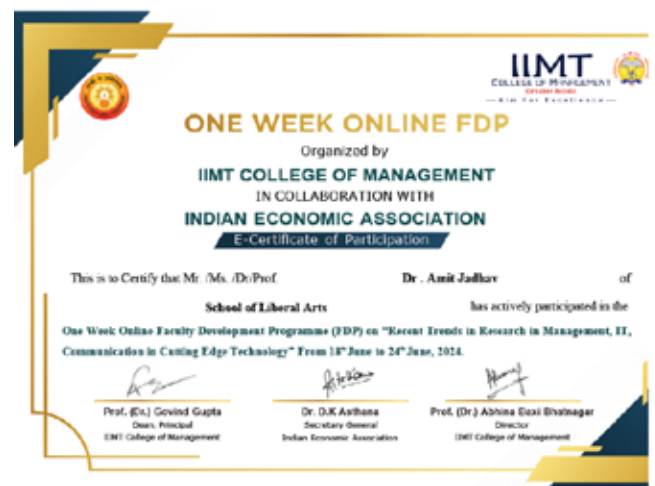 IIMT
COLLEGE OF MANAGEMENT
Aim For Excellence
ONE WEEK ONLINE FDP
Organized by
IIMT COLLEGE OF MANAGEMENT
IN COLLABORATION WITH
INDIAN ECONOMIC ASSOCIATION
E-Certificate of Participation
This is to Certify that Mr. /Ms. /Dr/Prof. Dr . Amit Jadhav of
School of Liberal Arts has actively participated in the
One Week Online Faculty Development Programme (FDP) on "Recent Trends in Research in Management, IT,
Communication in Cutting Edge Technology" From 18th June to 24th June, 2024.
Prof. (Dr.) Govind Gupta
Dean, Principal
IIMT College of Management
Dr. D.K Asthana
Secretary General
Indian Economic Association
Prof. (Dr.) Abhina Bhatnagar
Director
IIMT College of Management